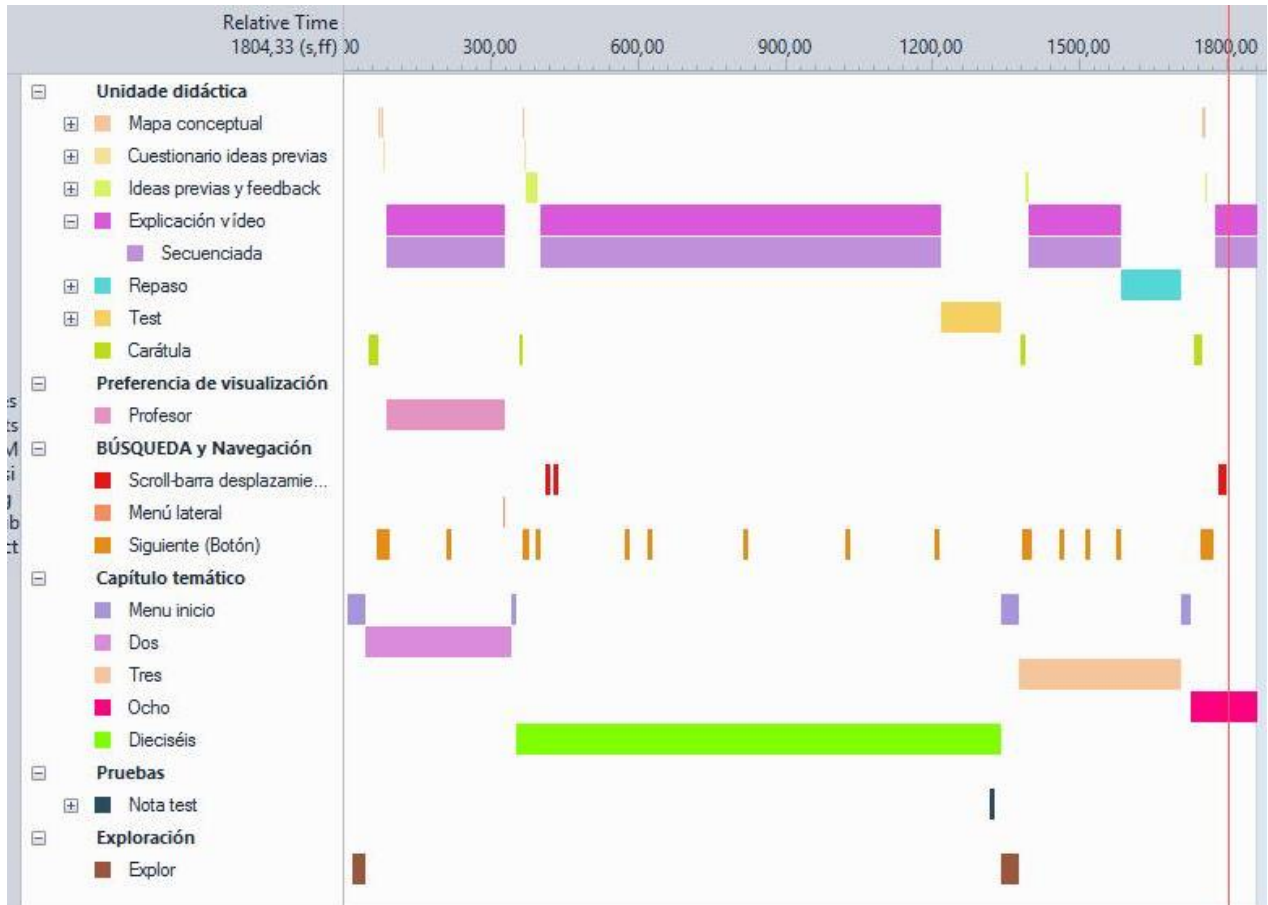 Relative Time
1804,33 (s,ff) 00 300,00 600,00 900,00 1200,00 1500,00 1800,00
Unidade didáctica
Mapa conceptual
Cuestionario ideas previas
Ideas previas y feedback
Explicación vídeo
Secuenciada
Repaso
Test
Carátula
Preferencia de visualización
Profesor
BÚSQUEDA y Navegación
Scroll-barra desplazamie...
Menú lateral
Siguiente (Botón)
Capítulo temático
Menu inicio
Dos
Tres
Ocho
Dieciséis
Pruebas
Nota test
Exploración
Explor